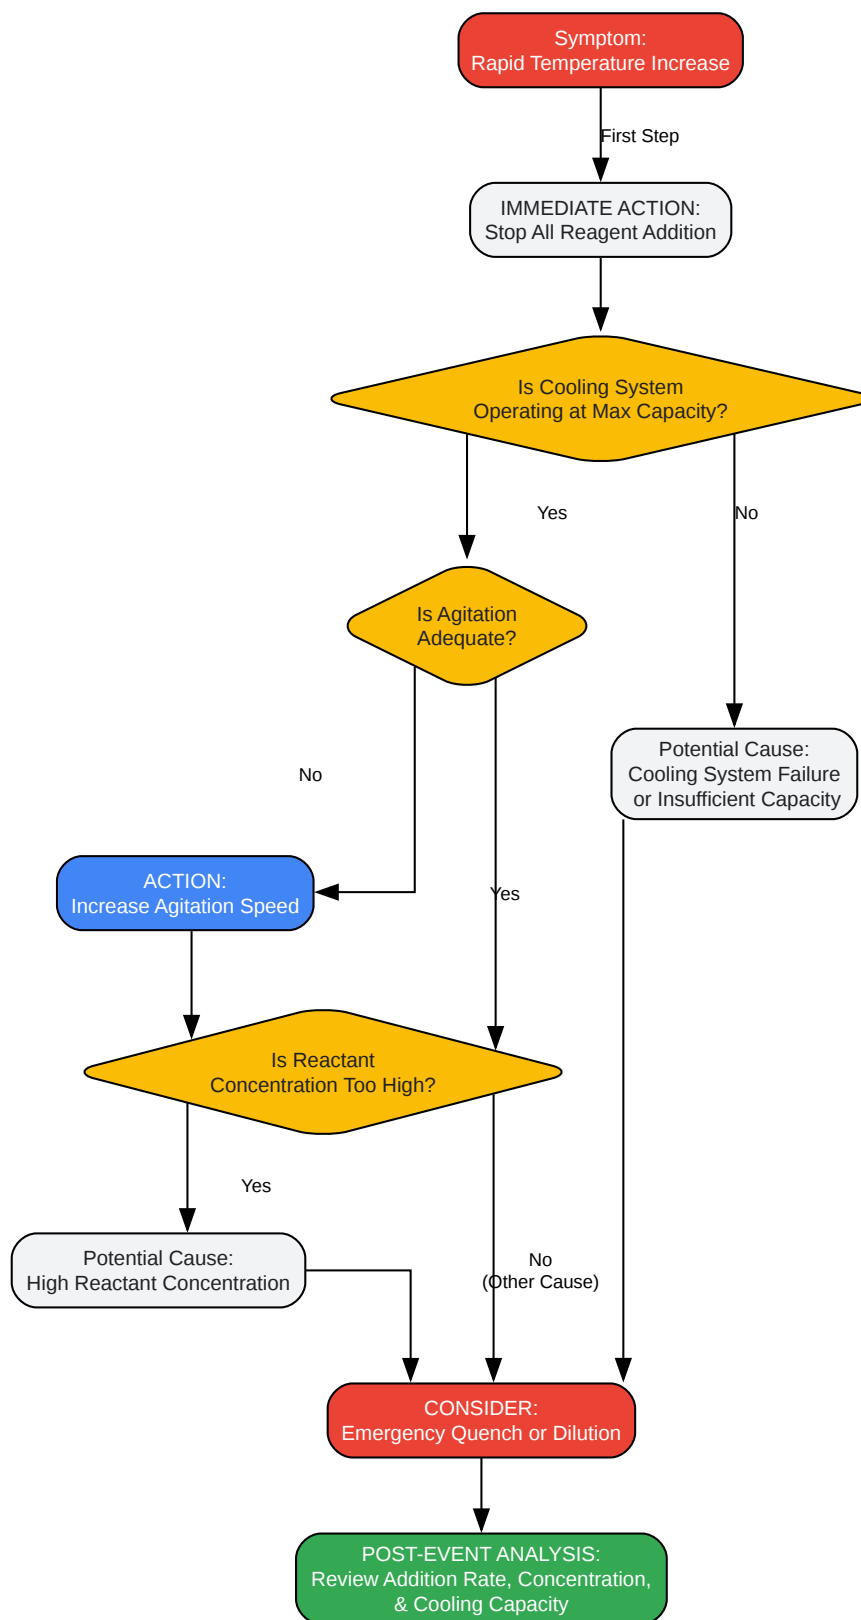 Symptom:
Rapid Temperature Increase
First Step
IMMEDIATE ACTION:
Stop All Reagent Addition
Is Cooling System
Operating at Max Capacity?
Yes
No
Is Agitation
Adequate?
Potential Cause:
Cooling System Failure
or Insufficient Capacity
No
ACTION:
Increase Agitation Speed
Yes
Is Reactant
Concentration Too High?
Yes
Potential Cause:
High Reactant Concentration
No
(Other Cause)
CONSIDER:
Emergency Quench or Dilution
POST-EVENT ANALYSIS:
Review Addition Rate, Concentration,
& Cooling Capacity